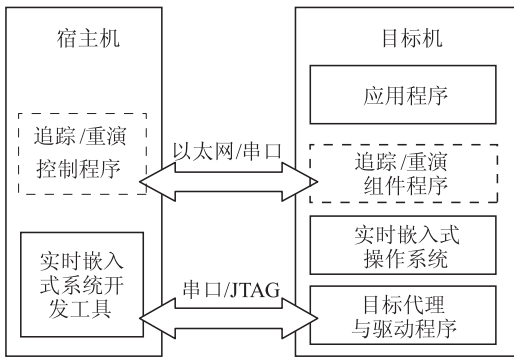 宿主机
追踪/重演
控制程序
实时嵌入
式系统开
发工具
以太网/串口
串口/JTAG
目标机
应用程序
追踪/重演
组件程序
实时嵌入式
操作系统
目标代理
与驱动程序